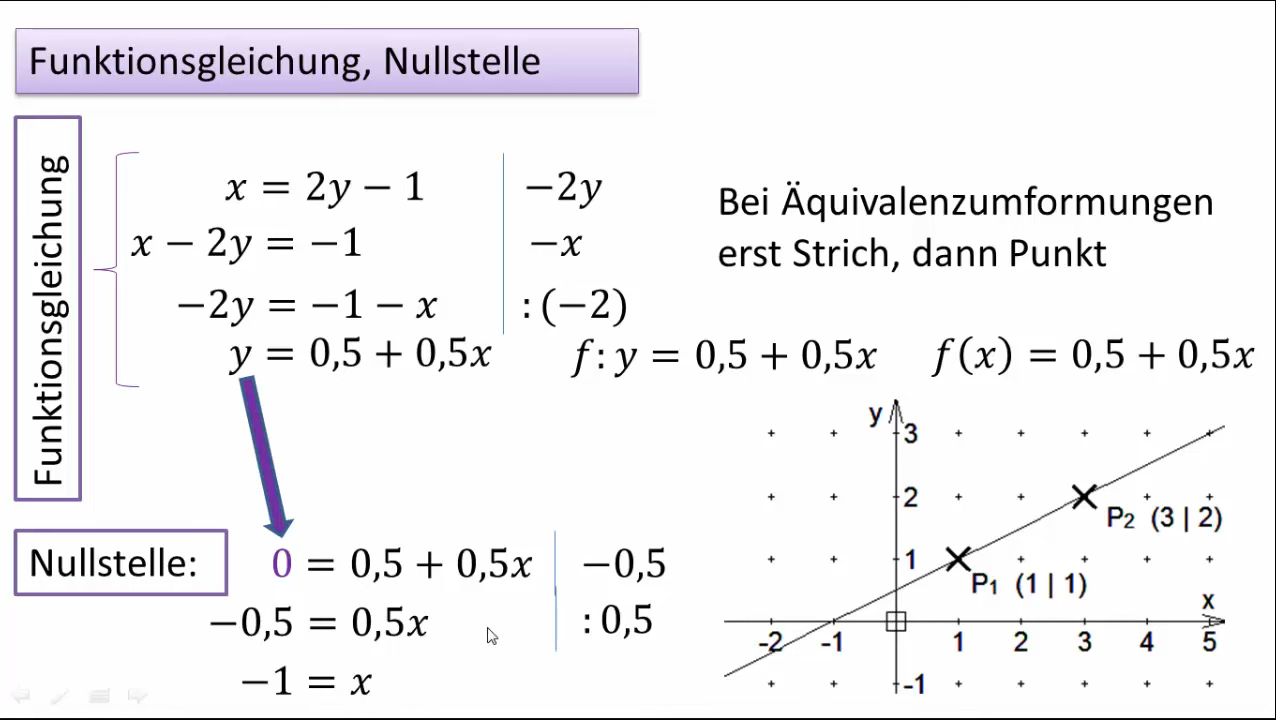 Funktionsgleichung, Nullstelle
Funktionsgleichung
x = 2y − 1 | −2y
x − 2y = −1 | −x
−2y = −1 − x | :(−2)
y = 0,5 + 0,5x
f: y = 0,5 + 0,5x
f(x) = 0,5 + 0,5x
Bei Äquivalenzumformungen
erst Strich, dann Punkt
Nullstelle:
0 = 0,5 + 0,5x | −0,5
−0,5 = 0,5x | :0,5
−1 = x
y
3
2
1
-1
P₂ (3 | 2)
P₁ (1 | 1)
x
-2 -1 1 2 3 4 5